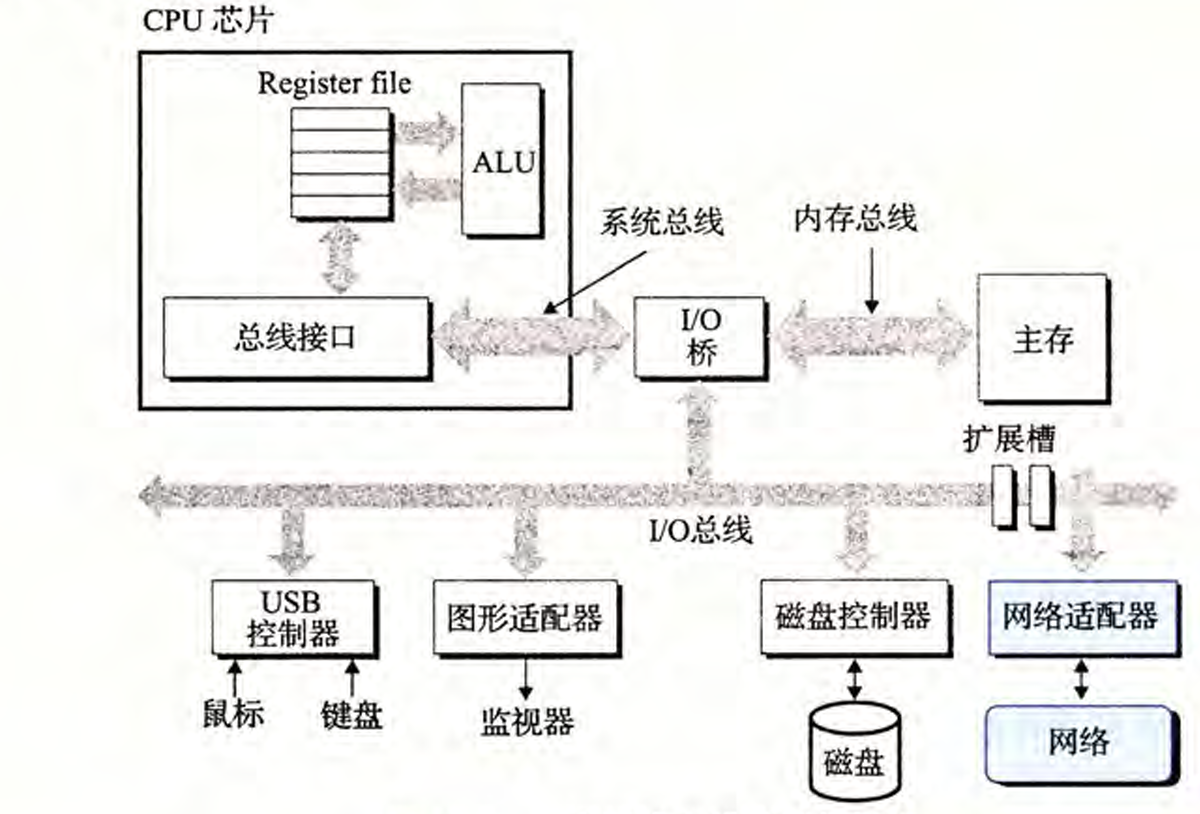 CPU 芯片
Register file
ALU
系统总线
内存总线
总线接口
I/O
桥
主存
扩展槽
I/O总线
USB
控制器
图形适配器
磁盘控制器
网络适配器
鼠标
键盘
监视器
磁盘
网络